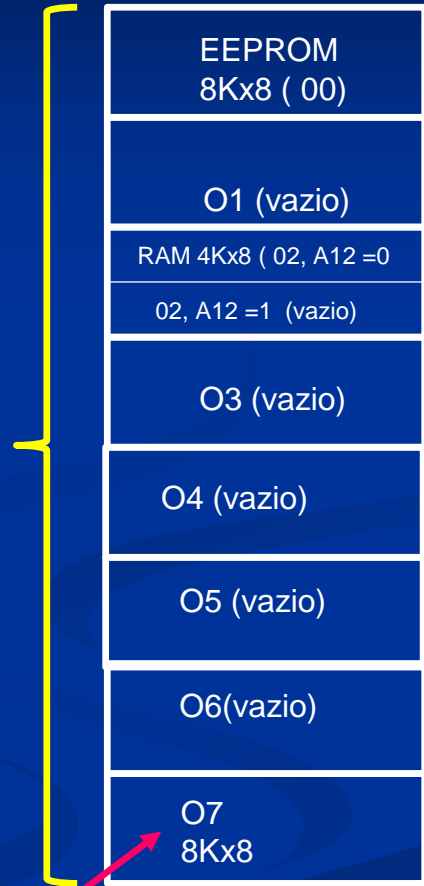 EEPROM
8Kx8 ( 00)
O1 (vazio)
RAM 4Kx8 ( 02, A12 =0
02, A12 =1 (vazio)
O3 (vazio)
O4 (vazio)
O5 (vazio)
O6(vazio)
O7
8Kx8